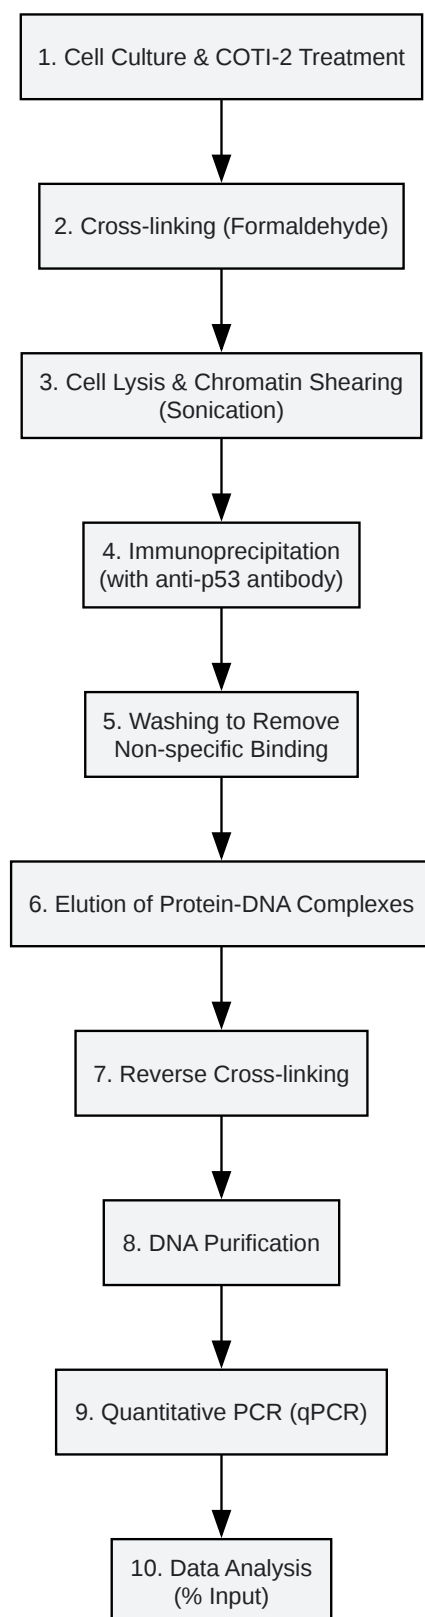 1. Cell Culture & COTI-2 Treatment
2. Cross-linking (Formaldehyde)
3. Cell Lysis & Chromatin Shearing
(Sonication)
4. Immunoprecipitation
(with anti-p53 antibody)
5. Washing to Remove
Non-specific Binding
6. Elution of Protein-DNA Complexes
7. Reverse Cross-linking
8. DNA Purification
9. Quantitative PCR (qPCR)
10. Data Analysis
(% Input)